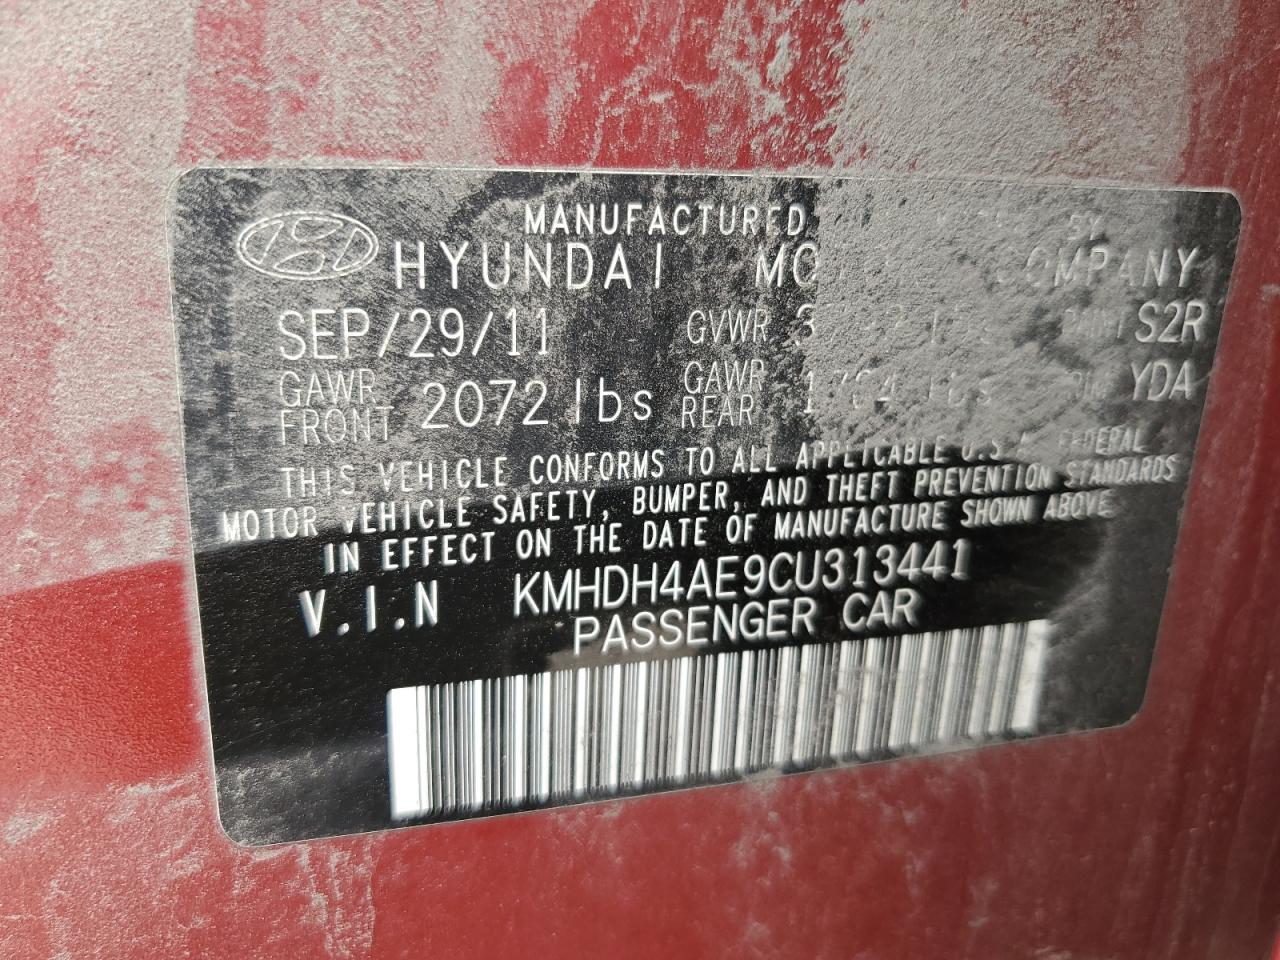 MANUFACTURED BY
HYUNDAI COMPANY
SEP/29/11 GVWR S2R
GAWR FRONT 2072 lbs GAWR REAR YDA
THIS VEHICLE CONFORMS TO ALL APPLICABLE U.S. FEDERAL
MOTOR VEHICLE SAFETY, BUMPER, AND THEFT PREVENTION STANDARDS
IN EFFECT ON THE DATE OF MANUFACTURE SHOWN ABOVE
V.I.N KMHDH4AE9CU313441
PASSENGER CAR